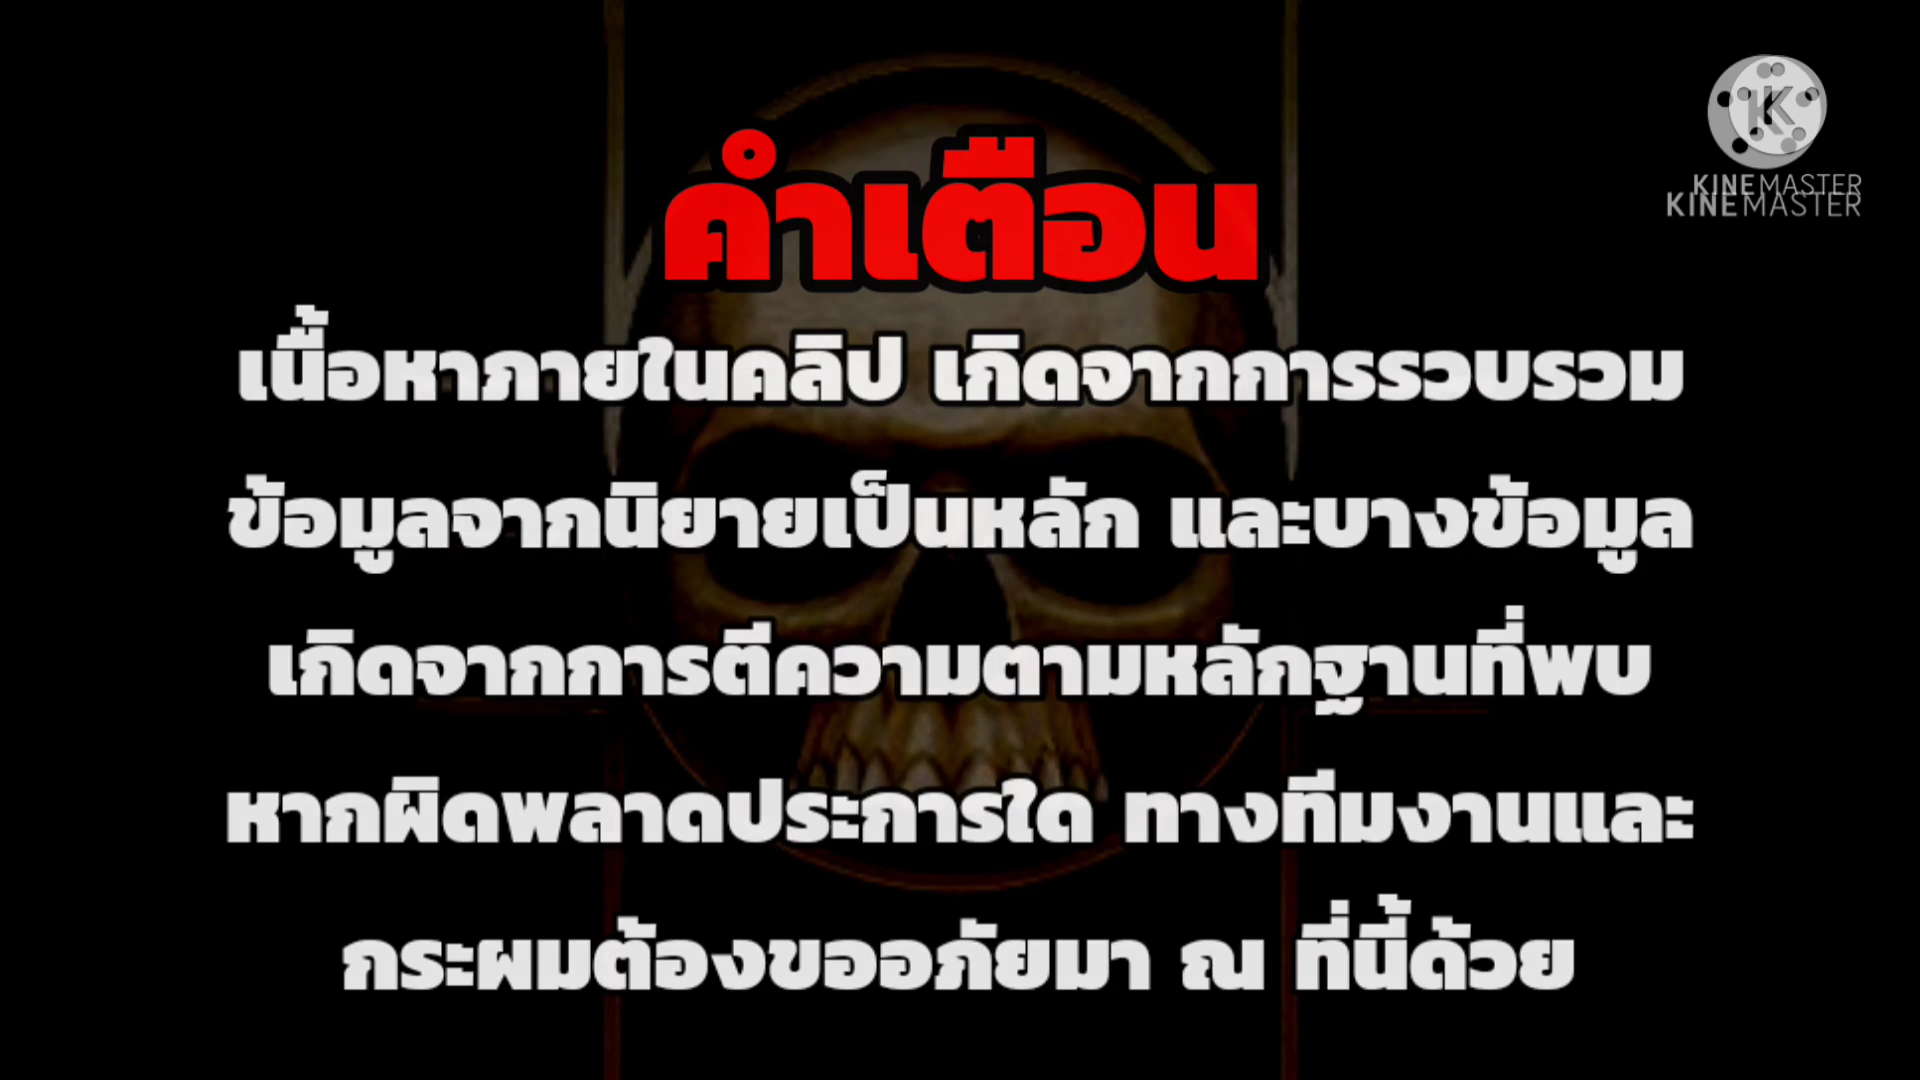 KINEMASTER
KINEMASTER
คำเตือน
เนื้อหาภายในคลิป เกิดจากการรวบรวม
ข้อมูลจากนิยายเป็นหลัก และบางข้อมูล
เกิดจากการตีความตามหลักฐานที่พบ
หากผิดพลาดประการใด ทางทีมงานและ
กระผมต้องขออภัยมา ณ ที่นี้ด้วย